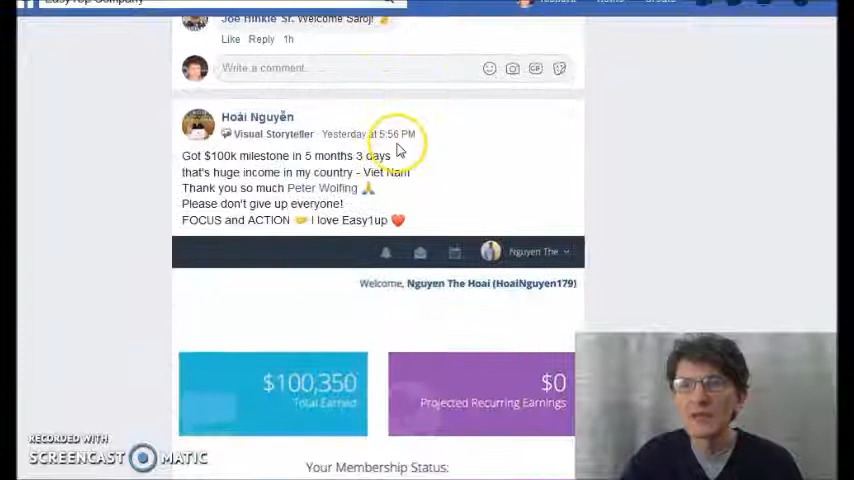 Easy1up Company
Joe Hinkle Sr. Welcome Saroj!
Like Reply 1h
Write a comment...
GIF
Hoài Nguyễn
Visual Storyteller · Yesterday at 5:56 PM
Got $100k milestone in 5 months 3 days
that's huge income in my country - Viet Nam
Thank you so much Peter Wolfing 🙏
Please don't give up everyone!
FOCUS and ACTION 🤝 I love Easy1up ❤️
Nguyen The
Welcome, Nguyen The Hoai (HoaiNguyen179)
$100,350
Total Earned
$0
Projected Recurring Earnings
Your Membership Status:
RECORDED WITH
SCREENCAST MATIC